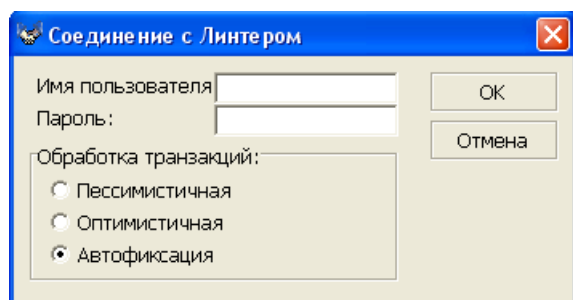 Соединение с Линтером
Имя пользователя
OK
Пароль:
Отмена
Обработка транзакций:
Пессимистичная
Оптимистичная
Автофиксация